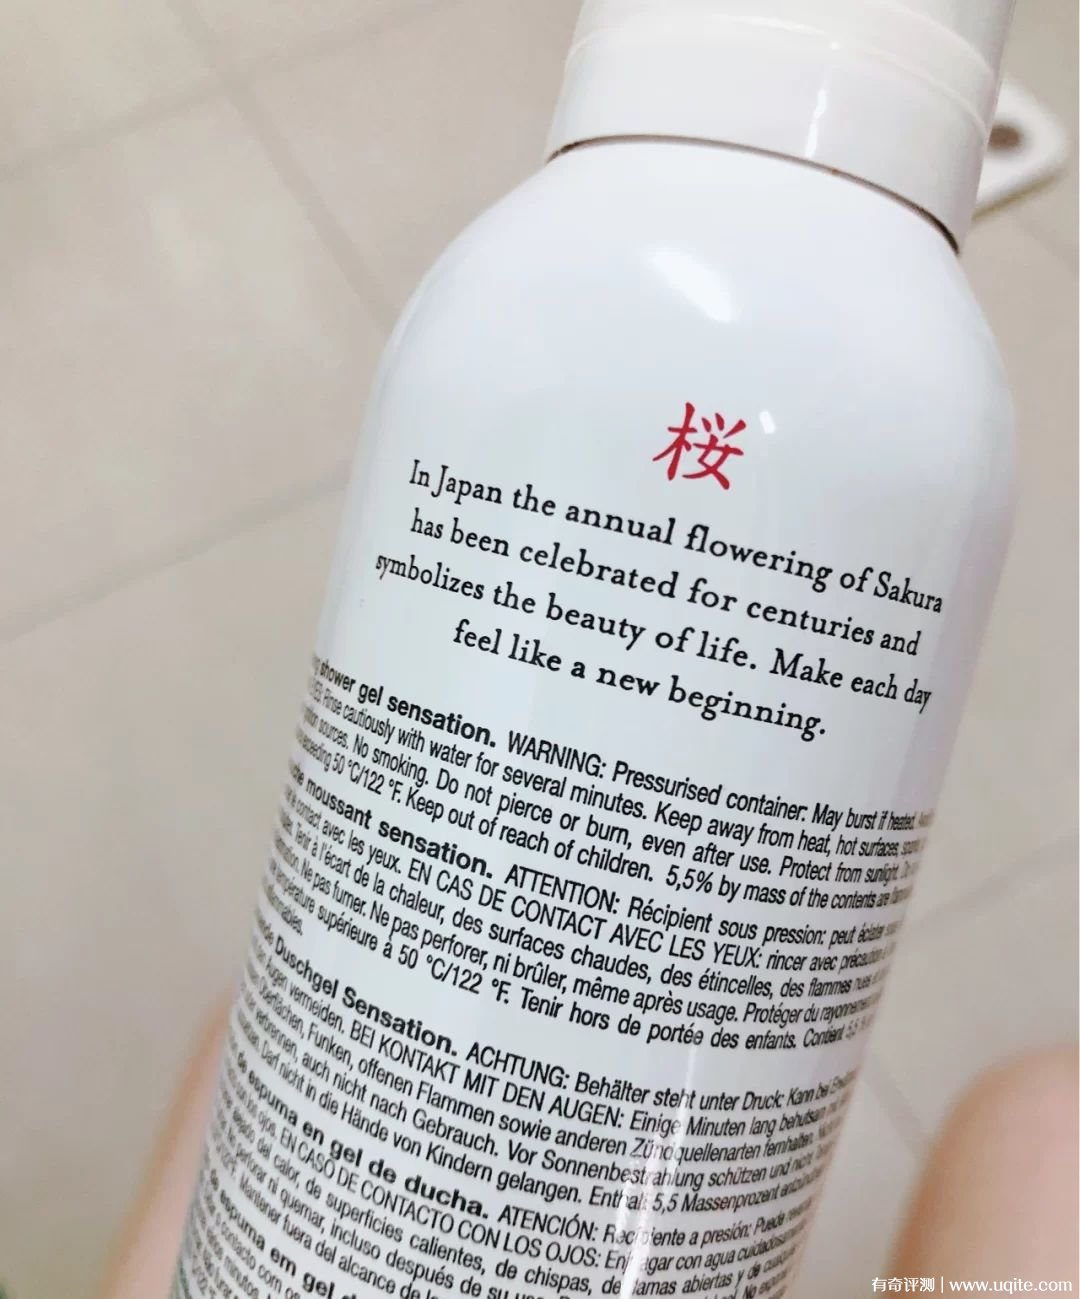 桜
In Japan the annual flowering of Sakura
has been celebrated for centuries and
symbolizes the beauty of life. Make each day
feel like a new beginning.
shower gel sensation. WARNING: Pressurised container: May burst if heated.
Rinse cautiously with water for several minutes. Keep away from heat, hot surfaces,
sources. No smoking. Do not pierce or burn, even after use. Protect from sunlight.
exceeding 50 °C/122 °F. Keep out of reach of children. 5,5% by mass of the contents are
moussant sensation. ATTENTION: Récipient sous pression: peut éclater
contact avec les yeux. EN CAS DE CONTACT AVEC LES YEUX: rincer avec précaution
Tenir à l'écart de la chaleur, des surfaces chaudes, des étincelles, des flammes nues
Ne pas fumer. Ne pas perforer, ni brûler, même après usage. Protéger du rayonnement
température supérieure à 50 °C/122 °F. Tenir hors de portée des enfants. Contient 5,5
Duschgel Sensation. ACHTUNG: Behälter steht unter Druck: Kann bei
Augen vermeiden. BEI KONTAKT MIT DEN AUGEN: Einige Minuten lang behutsam
Oberflächen, Funken, offenen Flammen sowie anderen Zündquellenarten fernhalten.
auch nicht nach Gebrauch. Vor Sonnenbestrahlung schützen und nicht
Darf nicht in die Hände von Kindern gelangen. Enthält 5,5 Massenprozent
de espuma en gel de ducha. ATENCIÓN: Recipiente a presión: Puede
EN CASO DE CONTACTO CON LOS OJOS: Enjuagar con agua
del calor, de superficies calientes, de chispas, de llamas abiertas y de
perforar ni quemar, incluso después de su uso.
Mantener fuera del alcance de
de espuma em gel
o contacto com os
有奇评测 | www.uqite.com